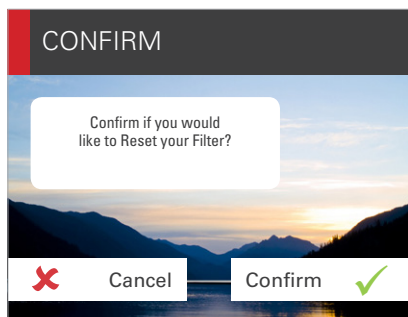 CONFIRM
Confirm if you would
like to Reset your Filter?
Cancel
Confirm